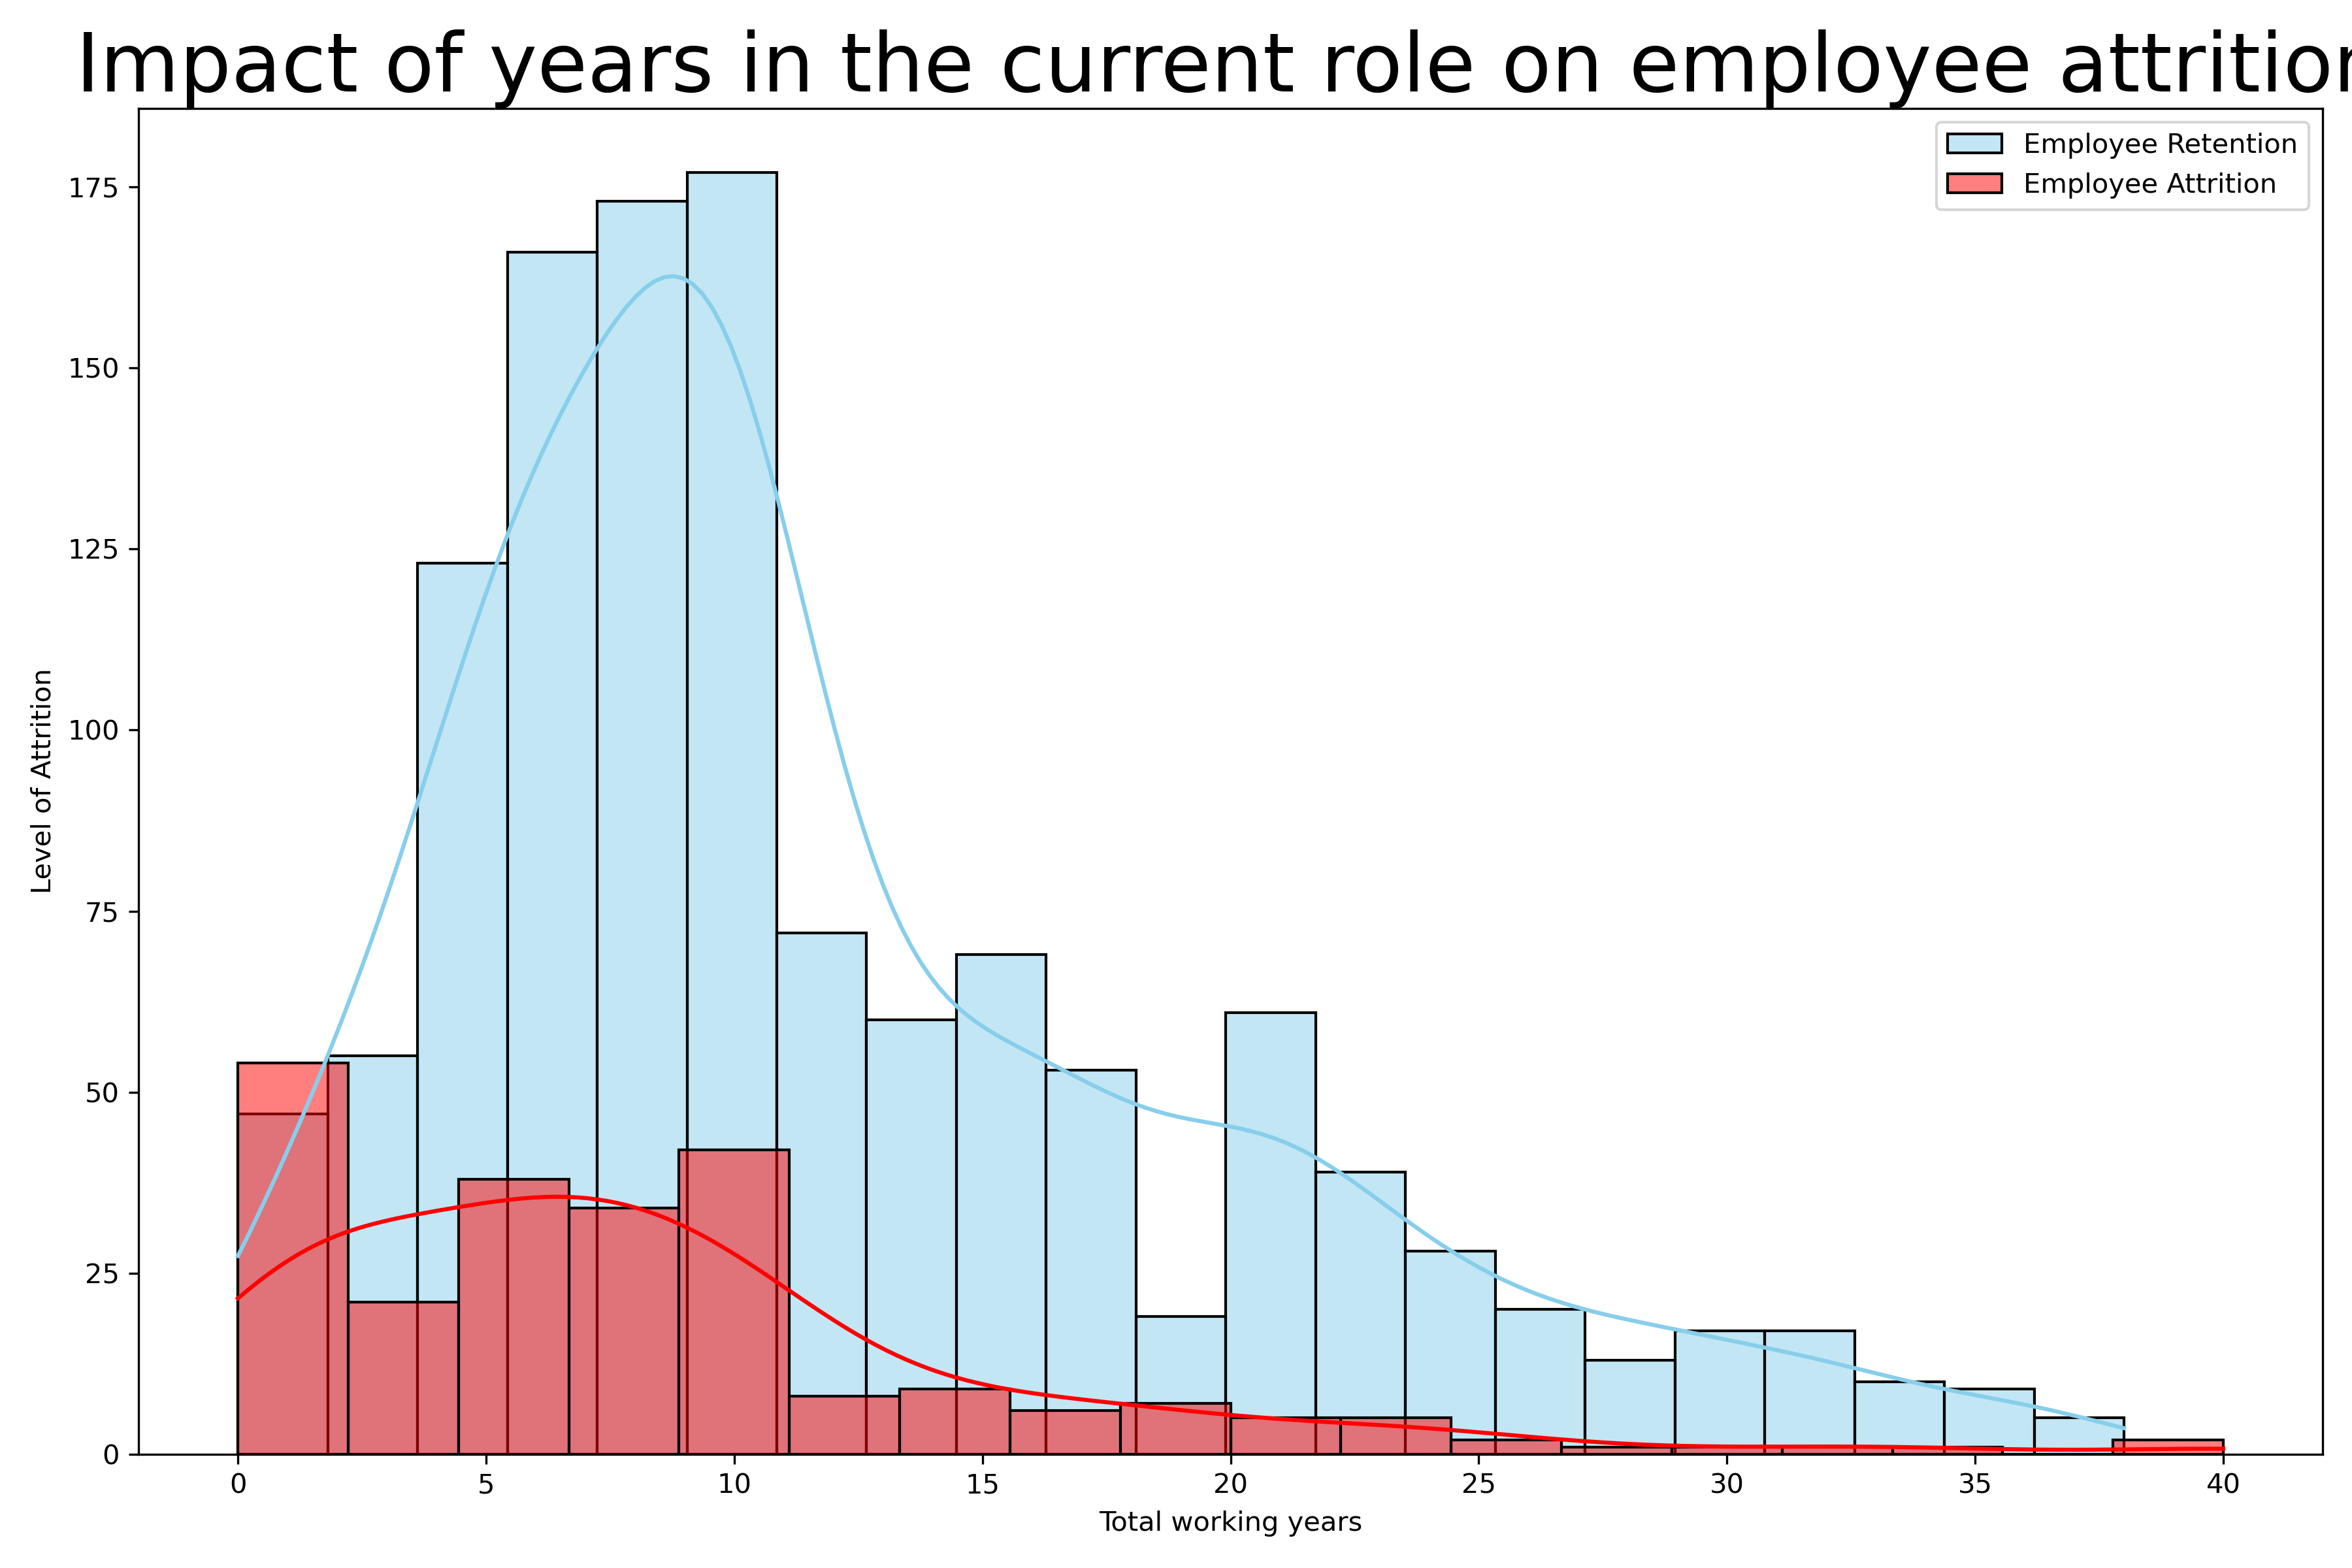 Impact of years in the current role on employee attrition
Employee Retention
Employee Attrition
175
150
125
100
75
50
25
0
Level of Attrition
0 5 10 15 20 25 30 35 40
Total working years